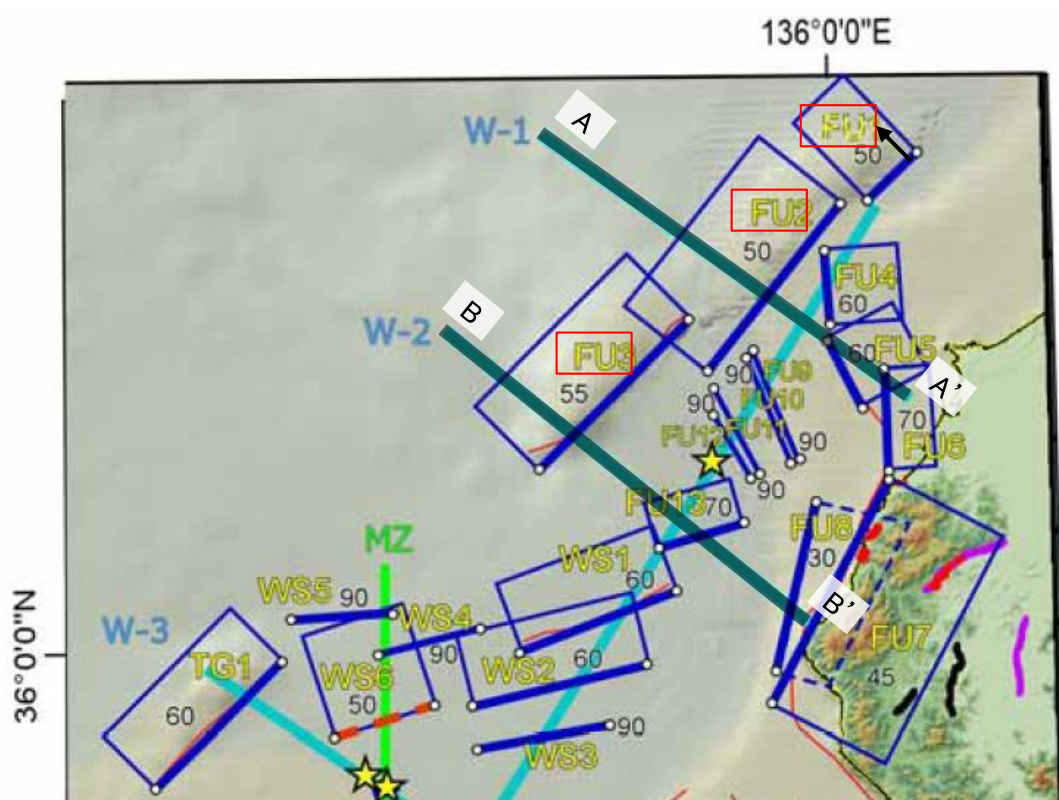 136°0'0"E
W-1
A
FU1
50
FU2
50
FU4
60
B
W-2
FU3
55
60
FU5
A'
90
FU9
FU10
90
70
FU12
FU11
90
FU6
90
FU13
70
FU8
MZ
WS1
30
60
WS5
90
WS4
B'
36°0'0"N
W-3
90
FU7
TG1
WS6
WS2
60
45
50
60
90
WS3